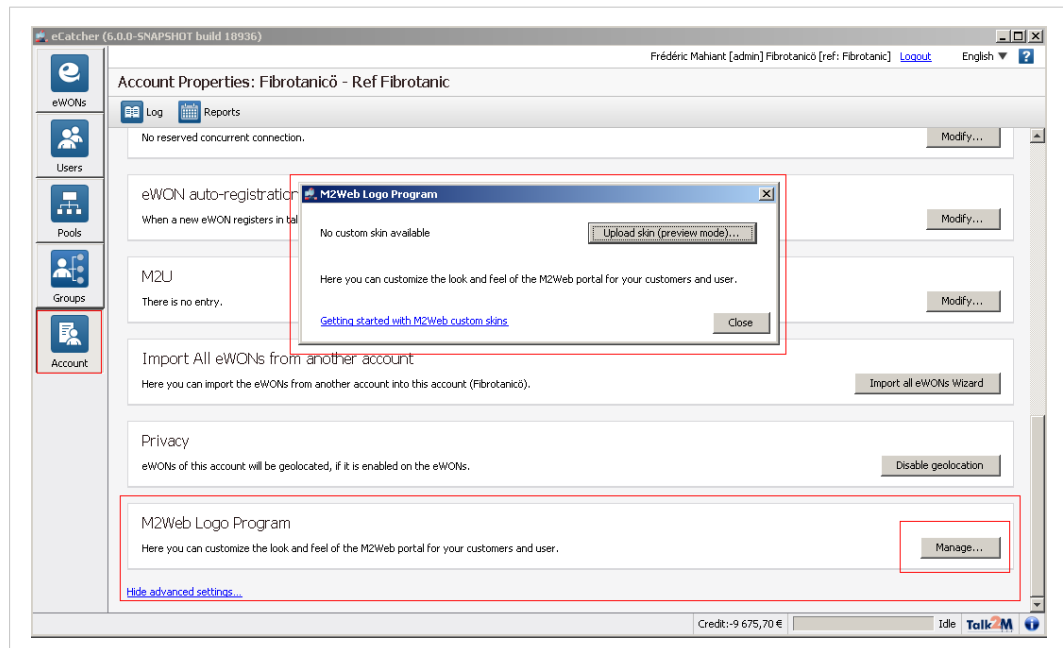 eCatcher (6.0.0-SNAPSHOT build 18936)
Frédéric Mahiant [admin] Fibrotanicö [ref: Fibrotanic] Logout English ?
eWONs
Users
Pools
Groups
Account
Account Properties: Fibrotanicö - Ref Fibrotanic
Log Reports
No reserved concurrent connection. Modify...
eWON auto-registration
When a new eWON registers in tal Modify...
M2Web Logo Program
No custom skin available Upload skin (preview mode)...
Here you can customize the look and feel of the M2Web portal for your customers and user.
Getting started with M2Web custom skins Close
M2U
There is no entry. Modify...
Import All eWONs from another account
Here you can import the eWONs from another account into this account (Fibrotanicö). Import all eWONs Wizard
Privacy
eWONs of this account will be geolocated, if it is enabled on the eWONs. Disable geolocation
M2Web Logo Program
Here you can customize the look and feel of the M2Web portal for your customers and user. Manage...
Hide advanced settings...
Credit:-9 675,70 € Idle Talk2M